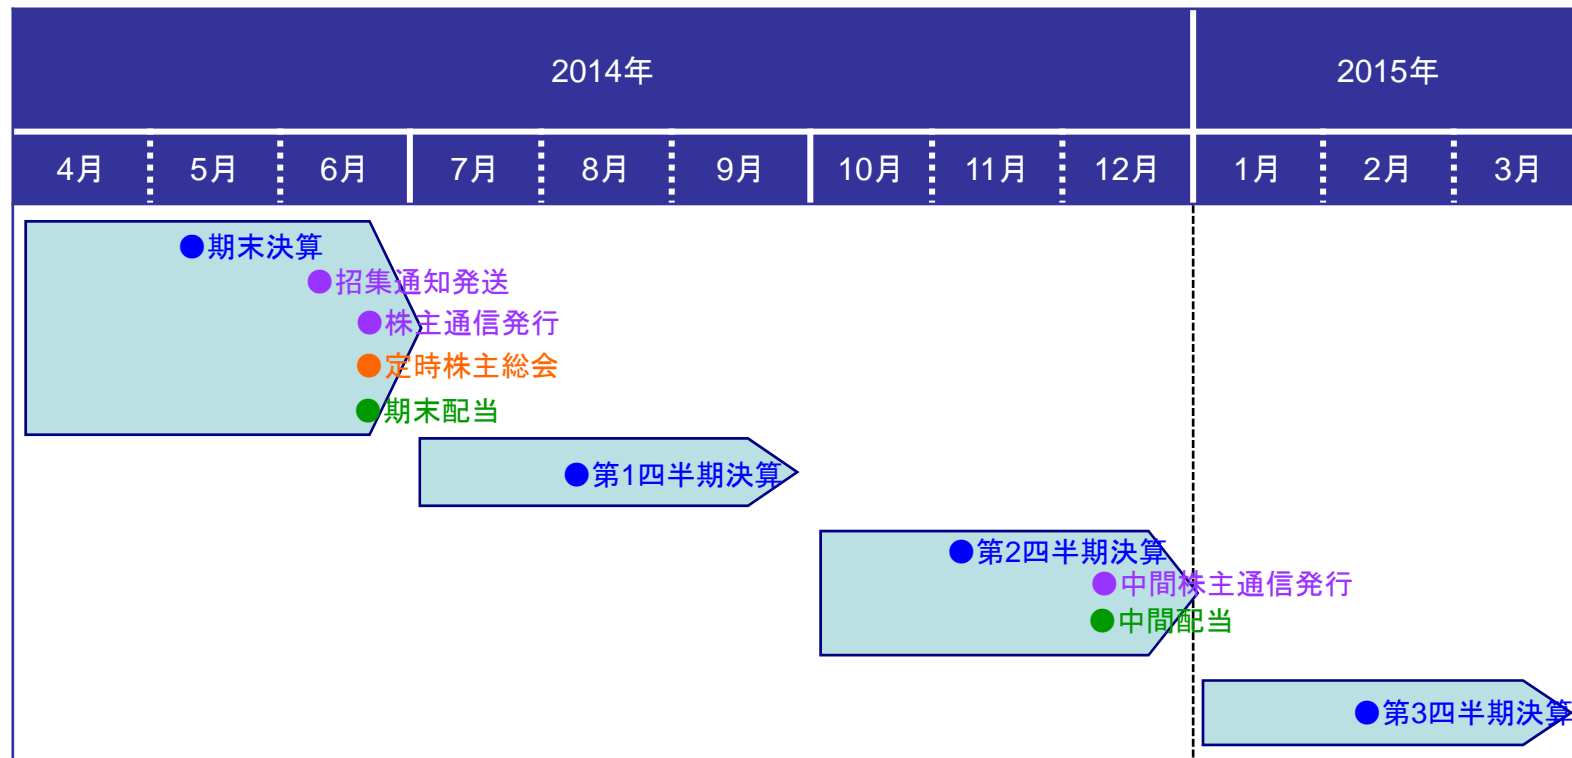 2014年 2015年
4月 5月 6月 7月 8月 9月 10月 11月 12月 1月 2月 3月
●期末決算
●招集通知発送
●株主通信発行
●定時株主総会
●期末配当
●第1四半期決算
●第2四半期決算
●中間株主通信発行
●中間配当
●第3四半期決算